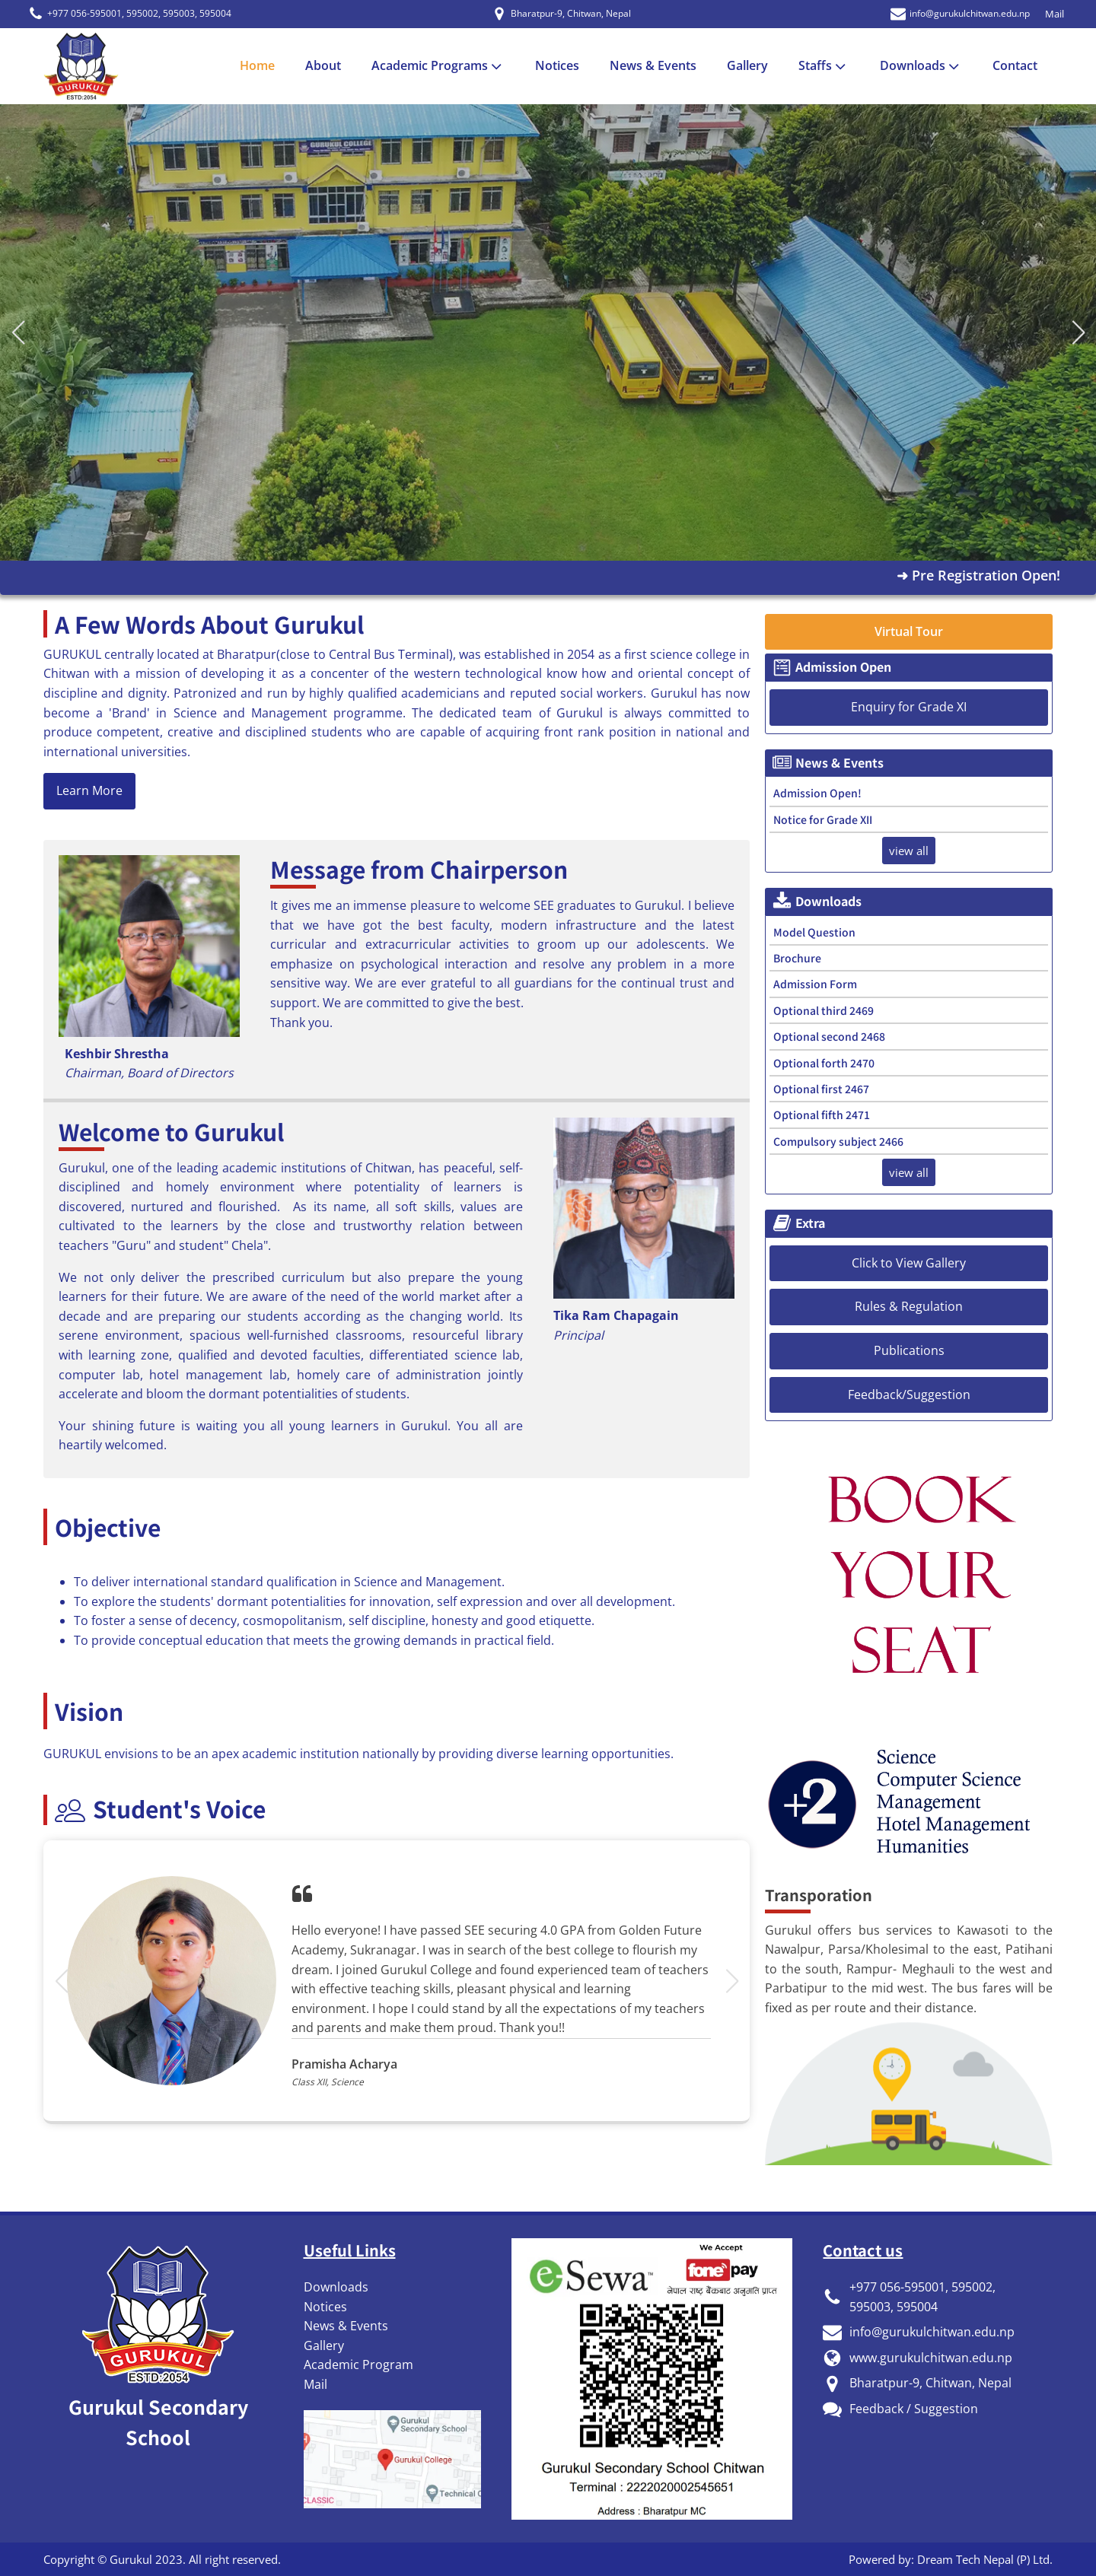 +977 056-595001, 595002, 595003, 595004
Bharatpur-9, Chitwan, Nepal
info@gurukulchitwan.edu.np
Mail
GURUKUL
ESTD:2054
Home
About
Academic Programs
Notices
News & Events
Gallery
Staffs
Downloads
Contact
GURUKUL COLLEGE
➜ Pre Registration Open!
A Few Words About Gurukul
GURUKUL centrally located at Bharatpur(close to Central Bus Terminal), was established in 2054 as a first science college in
Chitwan with a mission of developing it as a concenter of the western technological know how and oriental concept of
discipline and dignity. Patronized and run by highly qualified academicians and reputed social workers. Gurukul has now
become a 'Brand' in Science and Management programme. The dedicated team of Gurukul is always committed to
produce competent, creative and disciplined students who are capable of acquiring front rank position in national and
international universities.
Learn More
Message from Chairperson
It gives me an immense pleasure to welcome SEE graduates to Gurukul. I believe
that we have got the best faculty, modern infrastructure and the latest
curricular and extracurricular activities to groom up our adolescents. We
emphasize on psychological interaction and resolve any problem in a more
sensitive way. We are ever grateful to all guardians for the continual trust and
support. We are committed to give the best.
Thank you.
Keshbir Shrestha
Chairman, Board of Directors
Welcome to Gurukul
Gurukul, one of the leading academic institutions of Chitwan, has peaceful, self-
disciplined and homely environment where potentiality of learners is
discovered, nurtured and flourished. As its name, all soft skills, values are
cultivated to the learners by the close and trustworthy relation between
teachers "Guru" and student" Chela".
We not only deliver the prescribed curriculum but also prepare the young
learners for their future. We are aware of the need of the world market after a
decade and are preparing our students according as the changing world. Its
serene environment, spacious well-furnished classrooms, resourceful library
with learning zone, qualified and devoted faculties, differentiated science lab,
computer lab, hotel management lab, homely care of administration jointly
accelerate and bloom the dormant potentialities of students.
Your shining future is waiting you all young learners in Gurukul. You all are
heartily welcomed.
Tika Ram Chapagain
Principal
Objective
To deliver international standard qualification in Science and Management.
To explore the students' dormant potentialities for innovation, self expression and over all development.
To foster a sense of decency, cosmopolitanism, self discipline, honesty and good etiquette.
To provide conceptual education that meets the growing demands in practical field.
Vision
GURUKUL envisions to be an apex academic institution nationally by providing diverse learning opportunities.
Student's Voice
Hello everyone! I have passed SEE securing 4.0 GPA from Golden Future
Academy, Sukranagar. I was in search of the best college to flourish my
dream. I joined Gurukul College and found experienced team of teachers
with effective teaching skills, pleasant physical and learning
environment. I hope I could stand by all the expectations of my teachers
and parents and make them proud. Thank you!!
Pramisha Acharya
Class XII, Science
Virtual Tour
Admission Open
Enquiry for Grade XI
News & Events
Admission Open!
Notice for Grade XII
view all
Downloads
Model Question
Brochure
Admission Form
Optional third 2469
Optional second 2468
Optional forth 2470
Optional first 2467
Optional fifth 2471
Compulsory subject 2466
view all
Extra
Click to View Gallery
Rules & Regulation
Publications
Feedback/Suggestion
BOOK
YOUR
SEAT
+2
Science
Computer Science
Management
Hotel Management
Humanities
Transporation
Gurukul offers bus services to Kawasoti to the
Nawalpur, Parsa/Kholesimal to the east, Patihani
to the south, Rampur- Meghauli to the west and
Parbatipur to the mid west. The bus fares will be
fixed as per route and their distance.
GURUKUL
ESTD:2054
Gurukul Secondary
School
Useful Links
Downloads
Notices
News & Events
Gallery
Academic Program
Mail
Gurukul
Secondary School
Gurukul College
Technical C
CLASSIC
eSewa™
We Accept
fonepay
नेपाल राष्ट्र बैंकबाट अनुमति प्राप्त
Gurukul Secondary School Chitwan
Terminal : 2222020002545651
Address : Bharatpur MC
Contact us
+977 056-595001, 595002,
595003, 595004
info@gurukulchitwan.edu.np
www.gurukulchitwan.edu.np
Bharatpur-9, Chitwan, Nepal
Feedback / Suggestion
Copyright © Gurukul 2023. All right reserved.
Powered by: Dream Tech Nepal (P) Ltd.